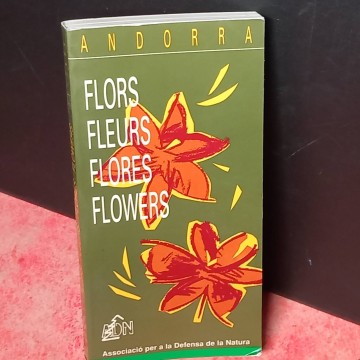 ANDORRA
FLORS
FLEURS
FLORES
FLOWERS
ADN
Associació per a la Defensa de la Natura